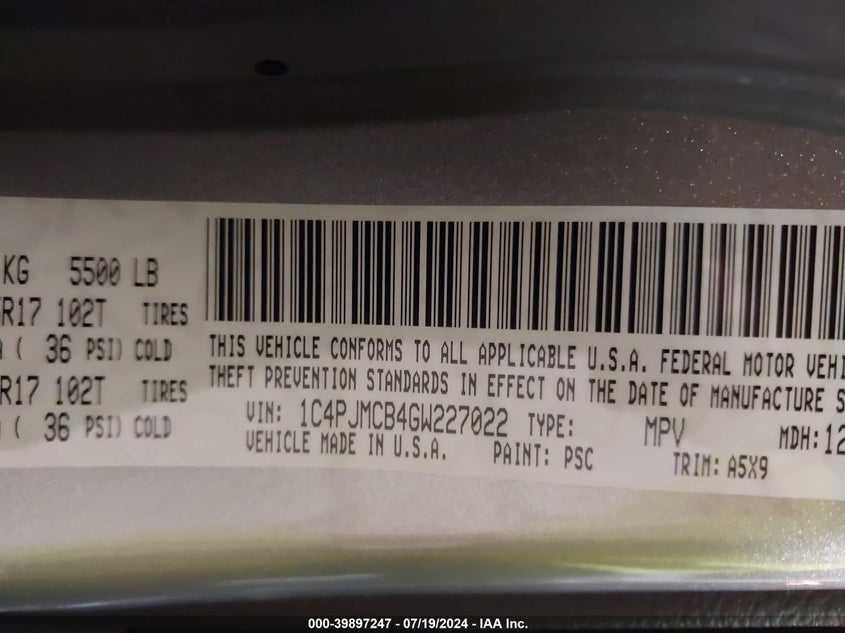 KG 5500 LB
R17 102T TIRES
( 36 PSI) COLD
R17 102T TIRES
( 36 PSI) COLD
THIS VEHICLE CONFORMS TO ALL APPLICABLE U.S.A. FEDERAL MOTOR VEHI
THEFT PREVENTION STANDARDS IN EFFECT ON THE DATE OF MANUFACTURE S
VIN: 1C4PJMCB4GW227022 TYPE: MPV MDH: 12
VEHICLE MADE IN U.S.A. PAINT: PSC TRIM: A5X9
000-39897247 - 07/19/2024 - IAA Inc.